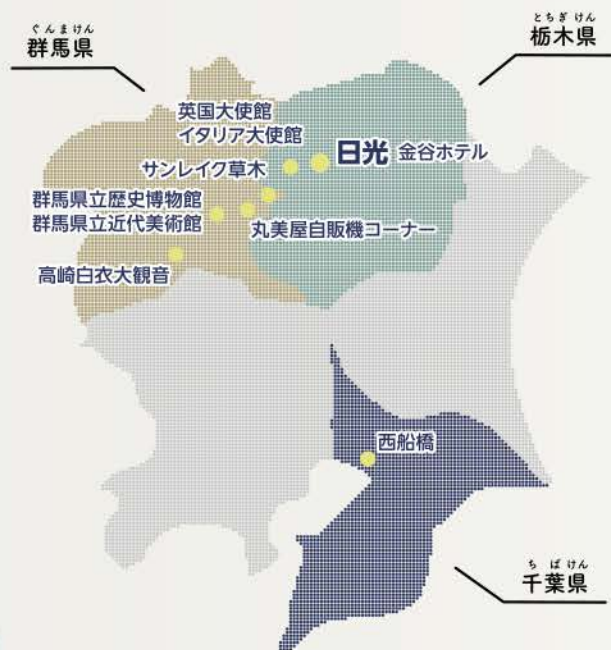 ぐんまけん
群馬県
とちぎけん
栃木県
英国大使館
イタリア大使館
日光 金谷ホテル
サンレイク草木
群馬県立歴史博物館
群馬県立近代美術館
丸美屋自販機コーナー
高崎白衣大観音
西船橋
ちばけん
千葉県